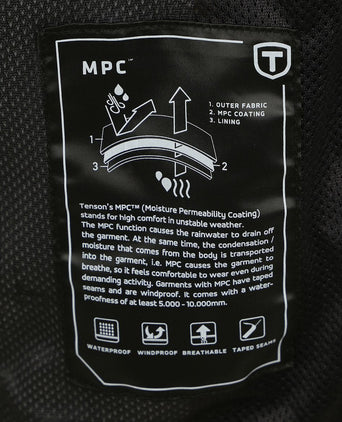 MPC™
T
1. OUTER FABRIC
2. MPC COATING
3. LINING
1
3
2
Tenson's MPC™ (Moisture Permeability Coating)
stands for high comfort in unstable weather.
The MPC function causes the rainwater to drain off
the garment. At the same time, the condensation /
moisture that comes from the body is transported
into the garment, i.e. MPC causes the garment to
breathe, so it feels comfortable to wear even during
demanding activity. Garments with MPC have taped
seams and are windproof. It comes with a water-
proofness of at least 5.000 - 10.000mm.
WATERPROOF WINDPROOF BREATHABLE TAPED SEAMS